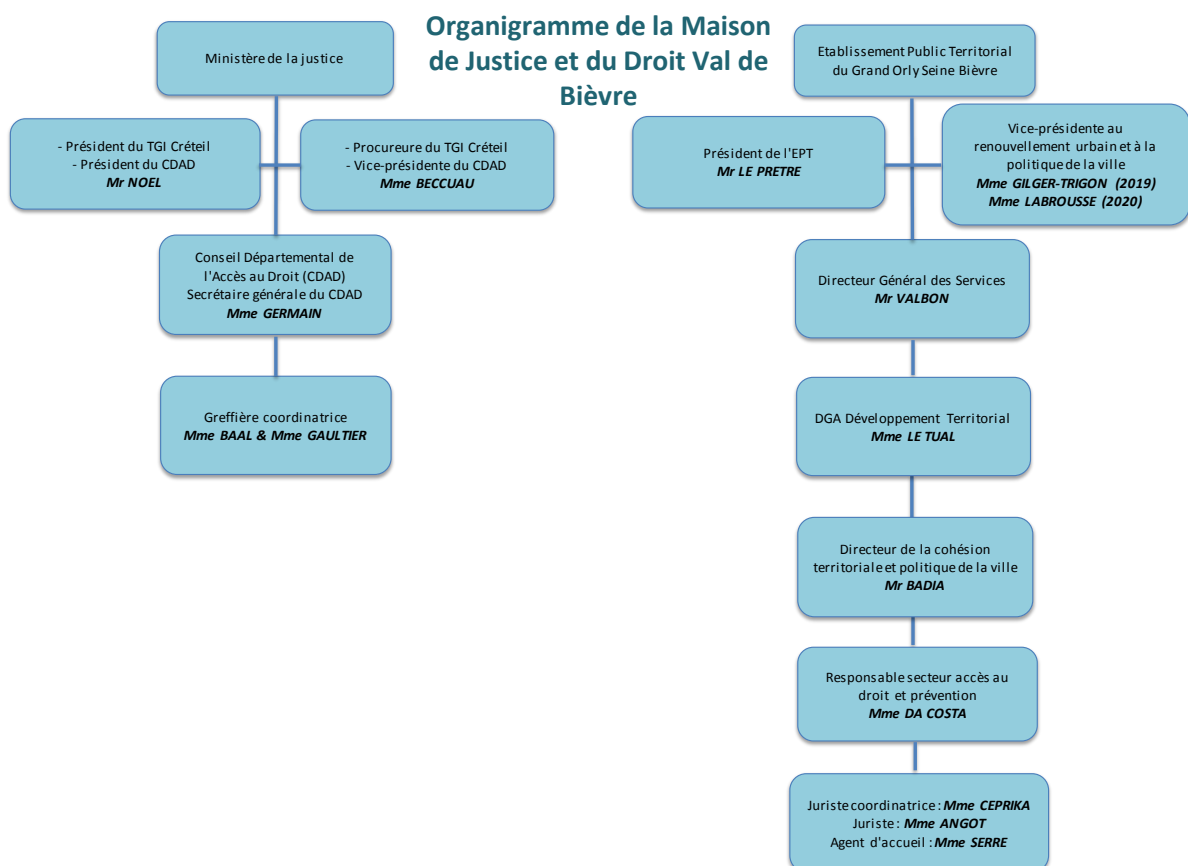 Organigramme de la Maison
de Justice et du Droit Val de
Bièvre
Ministère de la justice
- Président du TGI Créteil
- Président du CDAD
Mr NOEL
- Procureure du TGI Créteil
- Vice-présidente du CDAD
Mme BECCUAU
Conseil Départemental de
l'Accès au Droit (CDAD)
Secrétaire générale du CDAD
Mme GERMAIN
Greffière coordinatrice
Mme BAAL & Mme GAULTIER
Etablissement Public Territorial
du Grand Orly Seine Bièvre
Président de l'EPT
Mr LE PRETRE
Vice-présidente au
renouvellement urbain et à la
politique de la ville
Mme GILGER-TRIGON (2019)
Mme LABROUSSE (2020)
Directeur Général des Services
Mr VALBON
DGA Développement Territorial
Mme LE TUAL
Directeur de la cohésion
territoriale et politique de la ville
Mr BADIA
Responsable secteur accès au
droit et prévention
Mme DA COSTA
Juriste coordinatrice : Mme CEPRIKA
Juriste : Mme ANGOT
Agent d'accueil : Mme SERRE